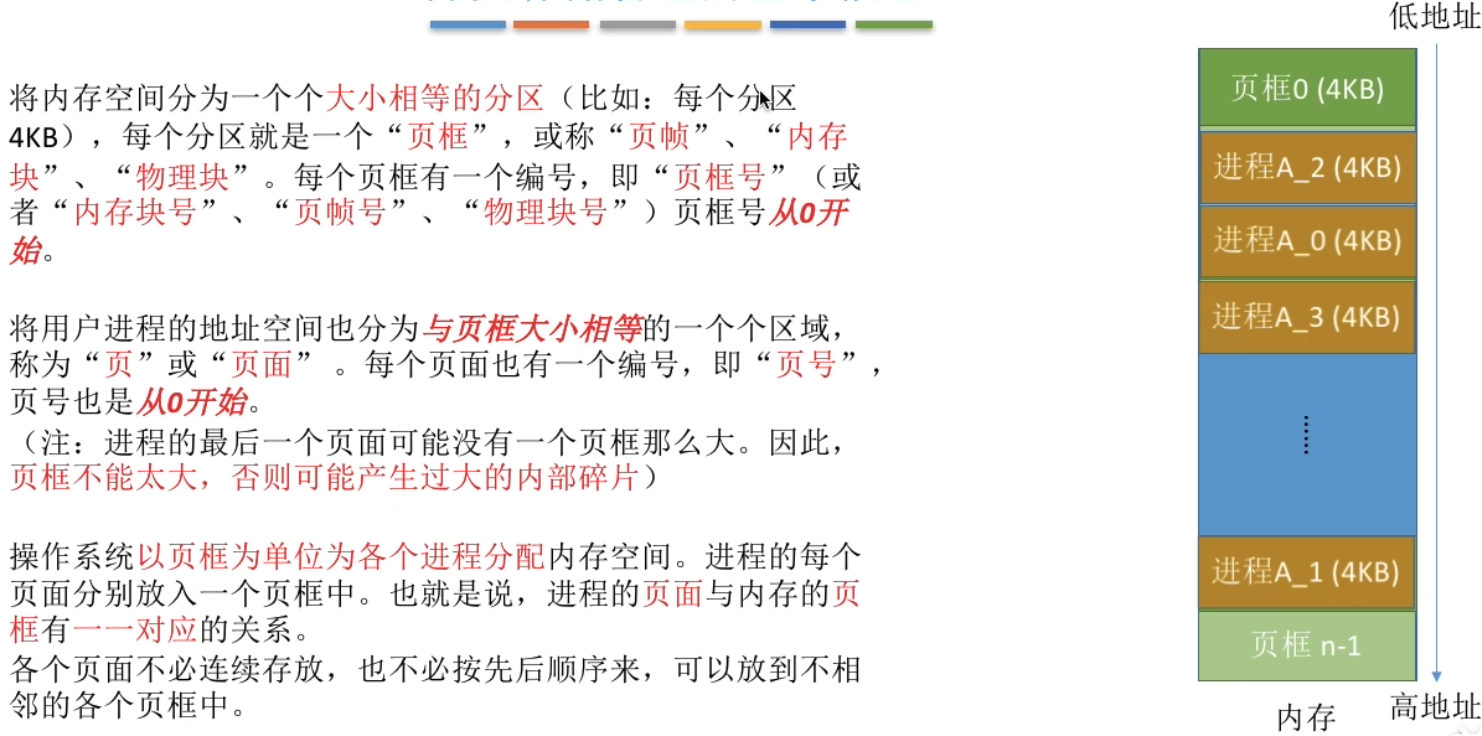 将内存空间分为一个个大小相等的分区（比如：每个分区
4KB），每个分区就是一个“页框”，或称“页帧”、“内存
块”、“物理块”。每个页框有一个编号，即“页框号”（或
者“内存块号”、“页帧号”、“物理块号”）页框号从0开
始。
将用户进程的地址空间也分为与页框大小相等的一个个区域，
称为“页”或“页面” 。每个页面也有一个编号，即“页号”，
页号也是从0开始。
（注：进程的最后一个页面可能没有一个页框那么大。因此，
页框不能太大，否则可能产生过大的内部碎片）
操作系统以页框为单位为各个进程分配内存空间。进程的每个
页面分别放入一个页框中。也就是说，进程的页面与内存的页
框有一一对应的关系。
各个页面不必连续存放，也不必按先后顺序来，可以放到不相
邻的各个页框中。
低地址
页框0 (4KB)
进程A_2 (4KB)
进程A_0 (4KB)
进程A_3 (4KB)
……
进程A_1 (4KB)
页框 n-1
内存
高地址